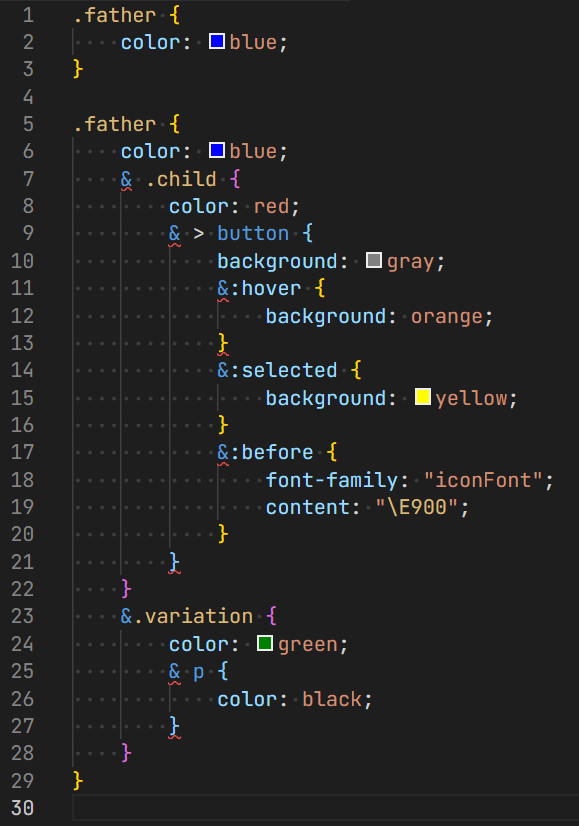 1 .father {
2     color: blue;
3 }
4
5 .father {
6     color: blue;
7     & .child {
8         color: red;
9         & > button {
10             background: gray;
11             &:hover {
12                 background: orange;
13             }
14             &:selected {
15                 background: yellow;
16             }
17             &:before {
18                 font-family: "iconFont";
19                 content: "\E900";
20             }
21         }
22     }
23     &.variation {
24         color: green;
25         & p {
26             color: black;
27         }
28     }
29 }
30